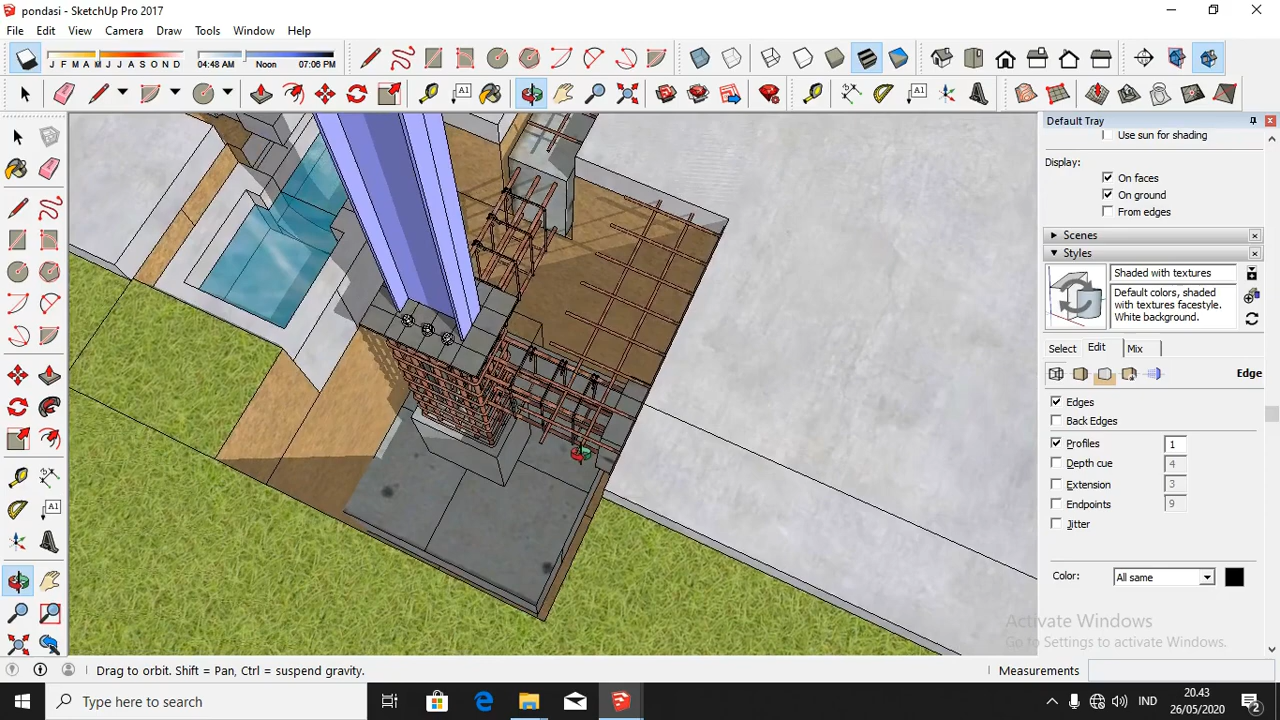 pondasi - SketchUp Pro 2017
File Edit View Camera Draw Tools Window Help
J F M A M J J A S O N D
04:48 AM Noon 07:06 PM
A1
A1
A1
Default Tray
Use sun for shading
Display:
On faces
On ground
From edges
Scenes
Styles
Shaded with textures
Default colors, shaded
with textures facestyle.
White background.
Select Edit Mix
Edge
Edges
Back Edges
Profiles 1
Depth cue 4
Extension 3
Endpoints 9
Jitter
Color: All same
Activate Windows
Go to Settings to activate Windows.
Drag to orbit. Shift = Pan, Ctrl = suspend gravity.
Measurements
Type here to search
IND
20.43
26/05/2020
2